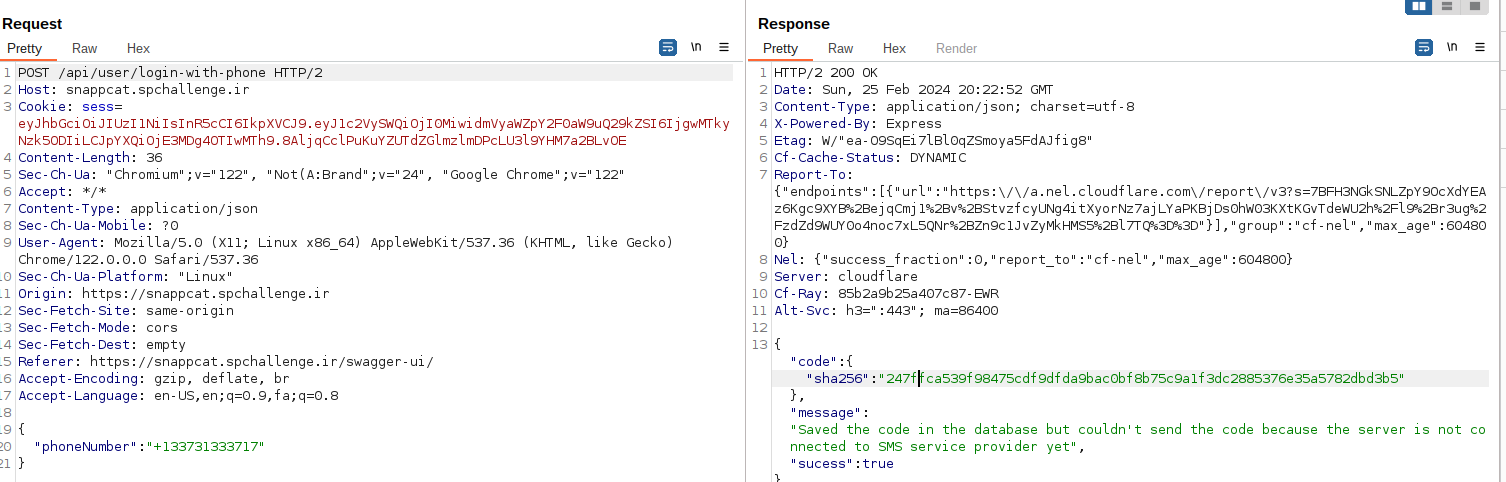 Request
Pretty Raw Hex \n ≡
1 POST /api/user/login-with-phone HTTP/2
2 Host: snappcat.spchallenge.ir
3 Cookie: sess=
eyJhbGciOiJIUzI1NiIsInR5cCI6IkpXVCJ9.eyJ1c2VySWQiOjI0MiwidmVyaWZpY2F0aW9uQ29kZSI6IjgwMTky
Nzk5ODIiLCJpYXQiOjE3MDg4OTIwMTh9.8AljqCclPuKuYZUTdZGlmzlmDPcLU3l9YHM7a2BLv0E
4 Content-Length: 36
5 Sec-Ch-Ua: "Chromium";v="122", "Not(A:Brand";v="24", "Google Chrome";v="122"
6 Accept: */*
7 Content-Type: application/json
8 Sec-Ch-Ua-Mobile: ?0
9 User-Agent: Mozilla/5.0 (X11; Linux x86_64) AppleWebKit/537.36 (KHTML, like Gecko)
Chrome/122.0.0.0 Safari/537.36
10 Sec-Ch-Ua-Platform: "Linux"
11 Origin: https://snappcat.spchallenge.ir
12 Sec-Fetch-Site: same-origin
13 Sec-Fetch-Mode: cors
14 Sec-Fetch-Dest: empty
15 Referer: https://snappcat.spchallenge.ir/swagger-ui/
16 Accept-Encoding: gzip, deflate, br
17 Accept-Language: en-US,en;q=0.9,fa;q=0.8
18
19 {
20 "phoneNumber":"+133731333717"
21 }
Response
Pretty Raw Hex Render \n ≡
1 HTTP/2 200 OK
2 Date: Sun, 25 Feb 2024 20:22:52 GMT
3 Content-Type: application/json; charset=utf-8
4 X-Powered-By: Express
5 Etag: W/"ea-O9SqEi7lBl0qZSmoya5FdAJfig8"
6 Cf-Cache-Status: DYNAMIC
7 Report-To:
{"endpoints":[{"url":"https:\/\/a.nel.cloudflare.com\/report\/v3?s=7BFH3NGkSNLZpY9OcXdYEA
z6Kgc9XYB%2BejqCmj1%2Bv%2BStvzfcyUNg4itXyorNz7ajLYaPKBjDs0hW03KXtKGvTdeWU2h%2Fl9%2Br3ug%2
FzdZd9WUY0o4noc7xL5QNr%2BZn9c1JvZyMkHMS5%2Bl7TQ%3D%3D"}],"group":"cf-nel","max_age":60480
0}
8 Nel: {"success_fraction":0,"report_to":"cf-nel","max_age":604800}
9 Server: cloudflare
10 Cf-Ray: 85b2a9b25a407c87-EWR
11 Alt-Svc: h3=":443"; ma=86400
12
13 {
"code":{
"sha256":"247ffca539f98475cdf9dfda9bac0bf8b75c9a1f3dc2885376e35a5782dbd3b5"
},
"message":
"Saved the code in the database but couldn't send the code because the server is not co
nnected to SMS service provider yet",
"sucess":true
}